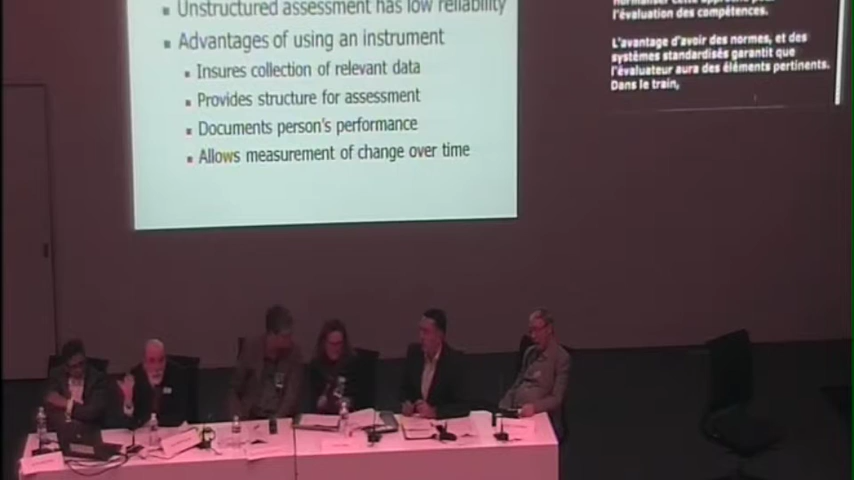 Unstructured assessment has low reliability
Advantages of using an instrument
Insures collection of relevant data
Provides structure for assessment
Documents person's performance
Allows measurement of change over time
l'évaluation des compétences.
L'avantage d'avoir des normes, et des
systèmes standardisés garantit que
l'évaluateur aura des éléments pertinents.
Dans le train,